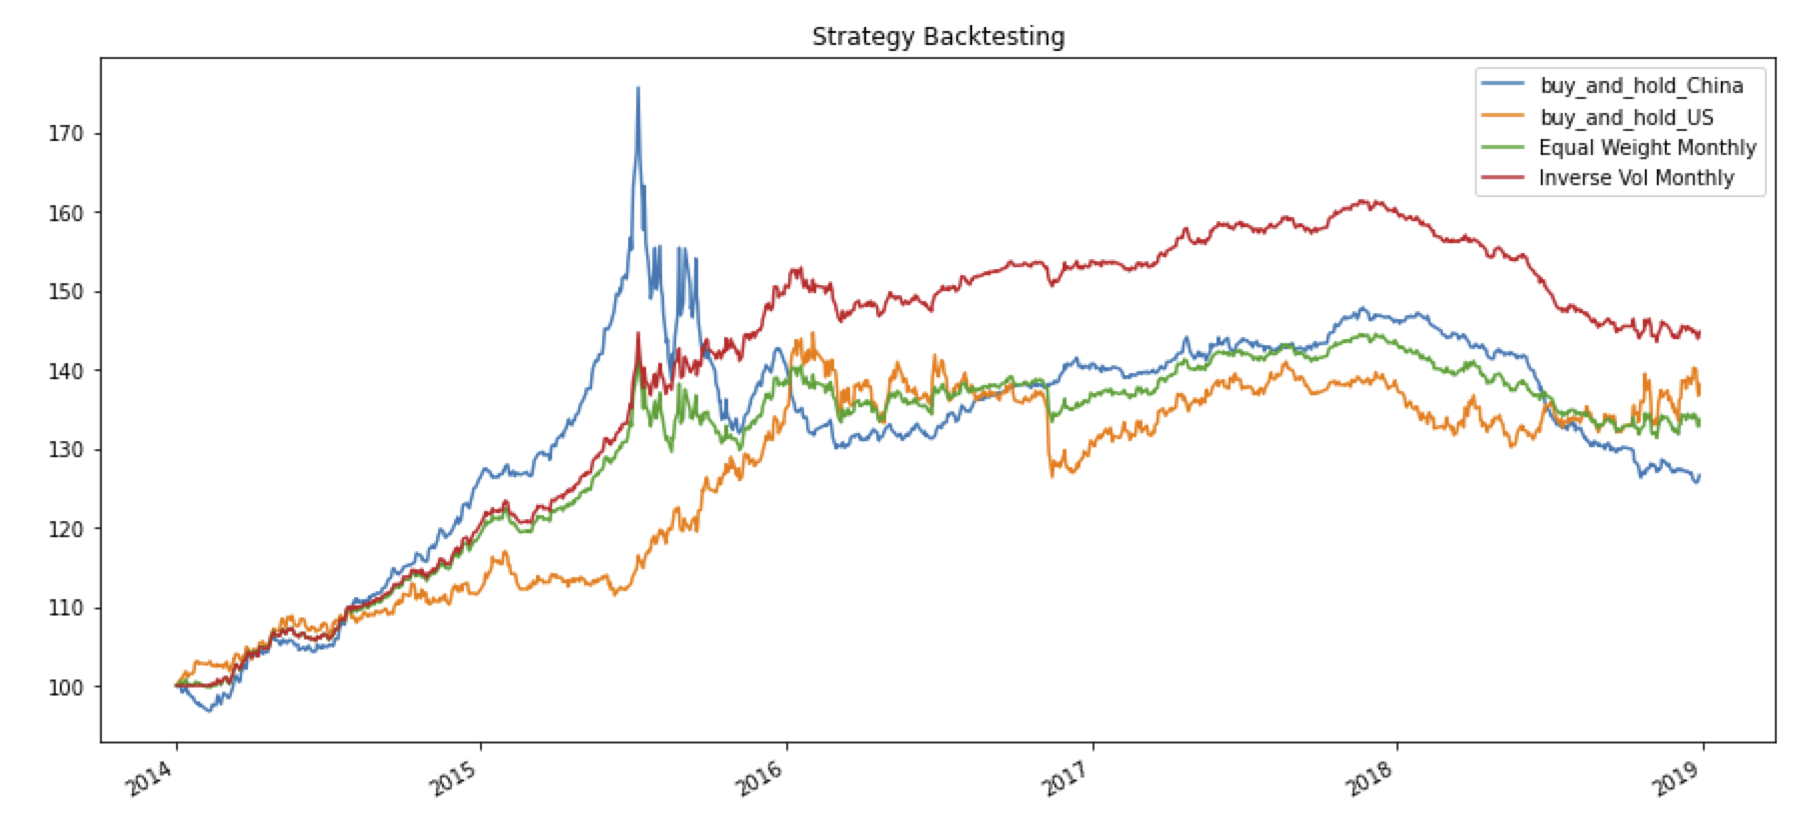 Strategy Backtesting
buy_and_hold_China
buy_and_hold_US
Equal Weight Monthly
Inverse Vol Monthly
170
160
150
140
130
120
110
100
2014
2015
2016
2017
2018
2019